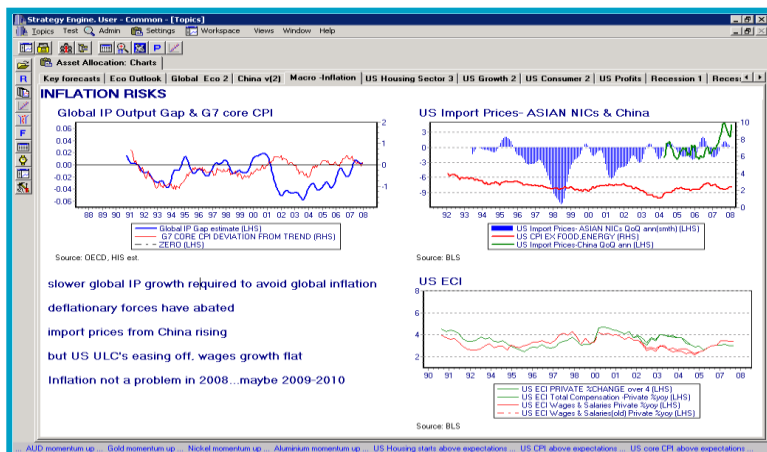 Strategy Engine, User - Common - [Topics]
Topics Test Admin Settings Workspace Views Window Help
Asset Allocation: Charts
Key forecasts | Eco Outlook | Global Eco 2 | China v(2) | Macro -Inflation | US Housing Sector 3 | US Growth 2 | US Consumer 2 | US Profits | Recession 1 | Reces
INFLATION RISKS
Global IP Output Gap & G7 core CPI
0.06
0.04
0.02
0.00
-0.02
-0.04
-0.06
2
1
0
-1
88 89 90 91 92 93 94 95 96 97 98 99 00 01 02 03 04 05 06 07 08
Global IP Gap estimate (LHS)
G7 CORE CPI DEVIATION FROM TREND (RHS)
ZERO (LHS)
Source: OECD, HIS est.
US Import Prices- ASIAN NICs & China
3
0
-3
-6
-9
10
8
6
4
2
0
92 93 94 95 96 97 98 99 00 01 02 03 04 05 06 07 08
US Import Prices- ASIAN NICS QoQ ann(smth) (LHS)
US CPI EX FOOD,ENERGY (RHS)
US Import Prices-China QoQ ann (LHS)
Source: BLS
slower global IP growth required to avoid global inflation
deflationary forces have abated
import prices from China rising
but US ULC's easing off, wages growth flat
Inflation not a problem in 2008...maybe 2009-2010
US ECI
8
6
4
2
90 91 92 93 94 95 96 97 98 99 00 01 02 03 04 05 06 07 08
US ECI PRIVATE %CHANGE over 4 (LHS)
US ECI Total Compensation -Private %yoy (LHS)
US ECI Wages & Salaries Private %yoy (LHS)
US ECI Wages & Salaries(old) Private %yoy (LHS)
Source: BLS
... AUD momentum up ... Gold momentum up ... Nickel momentum up ... Aluminium momentum up ... US Housing starts above expectations ... US CPI above expectations ... US core CPI above expectations ...